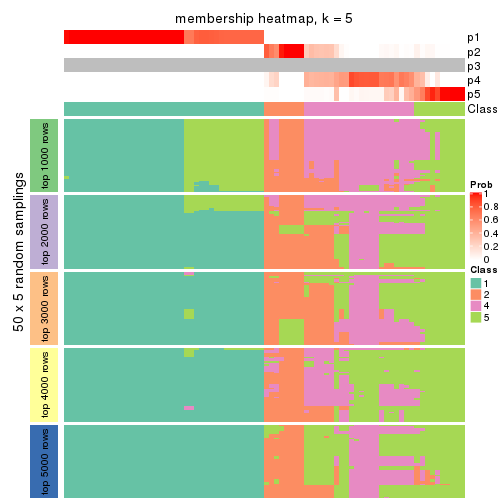 membership heatmap, k = 5
p1
p2
p3
p4
p5
Class
50 x 5 random samplings
top 1000 rows
top 2000 rows
top 3000 rows
top 4000 rows
top 5000 rows
Prob
1
0.8
0.6
0.4
0.2
0
Class
1
2
4
5